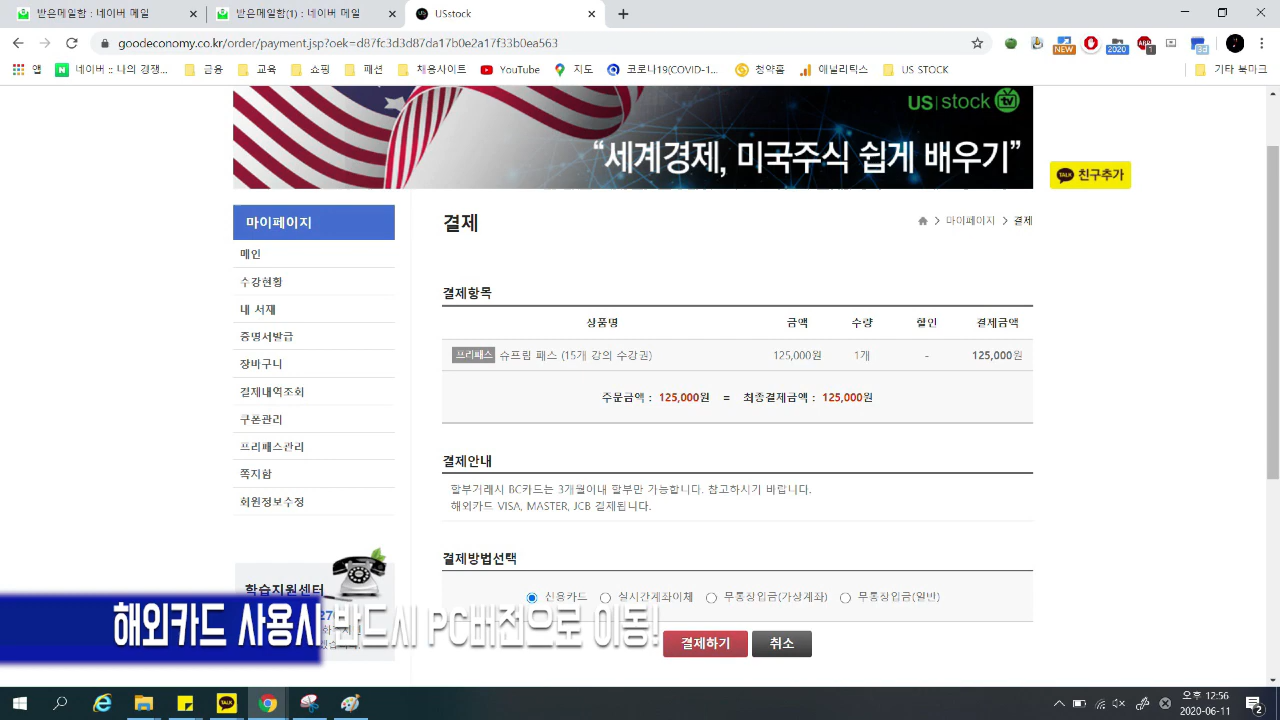 받은메일함 : 네이버 메일
받은메일함(1) : 네이버 메일
USstock
goodeconomy.co.kr/order/payment.jsp?oek=d87fc3d3d87da17b0e2a17f33b0ea663
NEW
2020
앱
네이버 :: 나의 경쟁...
금융
교육
쇼핑
패션
채용사이트
YouTube
지도
코로나19(COVID-1...
청약홈
애널리틱스
US STOCK
기타 북마크
US|stock tv
“세계경제, 미국주식 쉽게 배우기”
TALK 친구추가
마이페이지
메인
수강현황
내 서재
증명서발급
장바구니
결제내역조회
쿠폰관리
프리패스관리
쪽지함
회원정보수정
학습지원센터
결제
마이페이지 > 결제
결제항목
상품명 금액 수량 할인 결제금액
프리패스 슈프림 패스 (15개 강의 수강권) 125,000원 1개 - 125,000원
주문금액 : 125,000원 = 최종결제금액 : 125,000원
결제안내
할부거래시 BC카드는 3개월이내 할부만 가능합니다. 참고하시기 바랍니다.
해외카드 VISA, MASTER, JCB 결제됩니다.
결제방법선택
신용카드 실시간계좌이체 무통장입금(가상계좌) 무통장입금(일반)
결제하기 취소
해외카드 사용시 반드시 PC버전으로 이동!
TALK
오후 12:56
2020-06-11
2